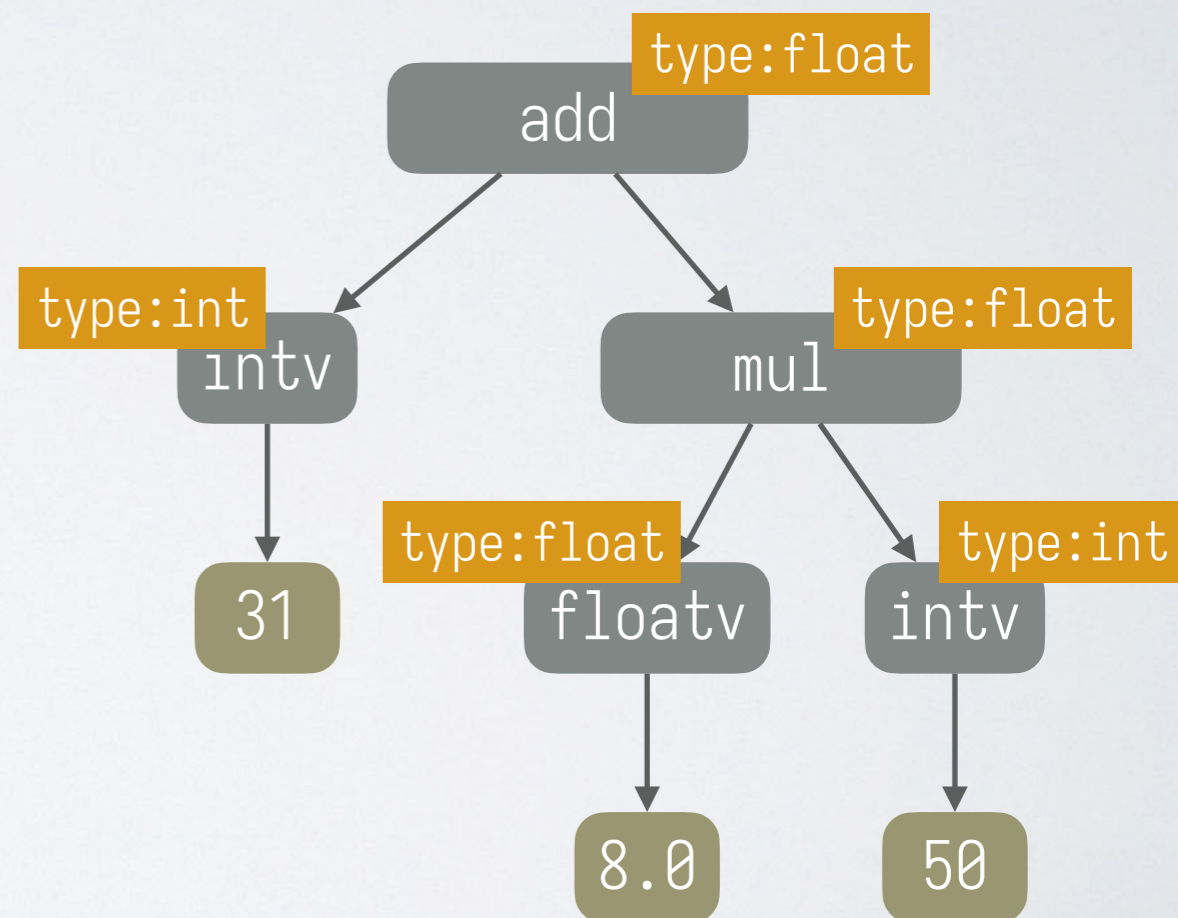 type:float
add
type:int
type:float
intv
mul
type:float
type:int
31
floatv
intv
8.0
50